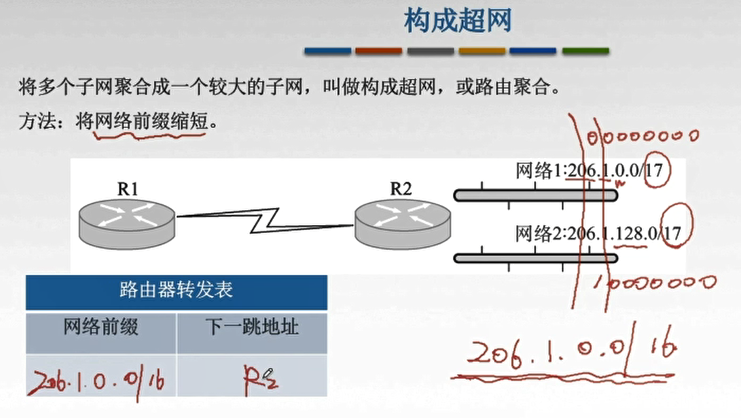 构成超网
将多个子网聚合成一个较大的子网，叫做构成超网，或路由聚合。
方法：将网络前缀缩短。
00000000
网络1:206.1.0.0/17
R1
R2
网络2:206.1.128.0/17
10000000
路由器转发表
网络前缀 下一跳地址
206.1.0.0/16 R2
206.1.0.0/16